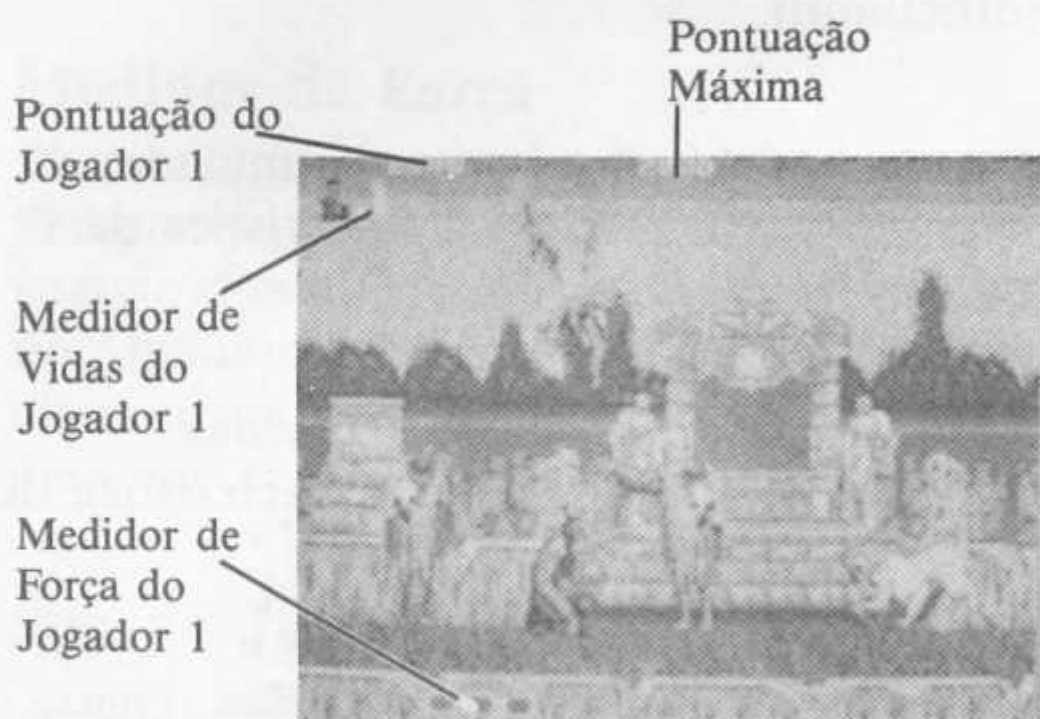 Pontuação
Máxima
Pontuação do
Jogador 1
Medidor de
Vidas do
Jogador 1
Medidor de
Força do
Jogador 1